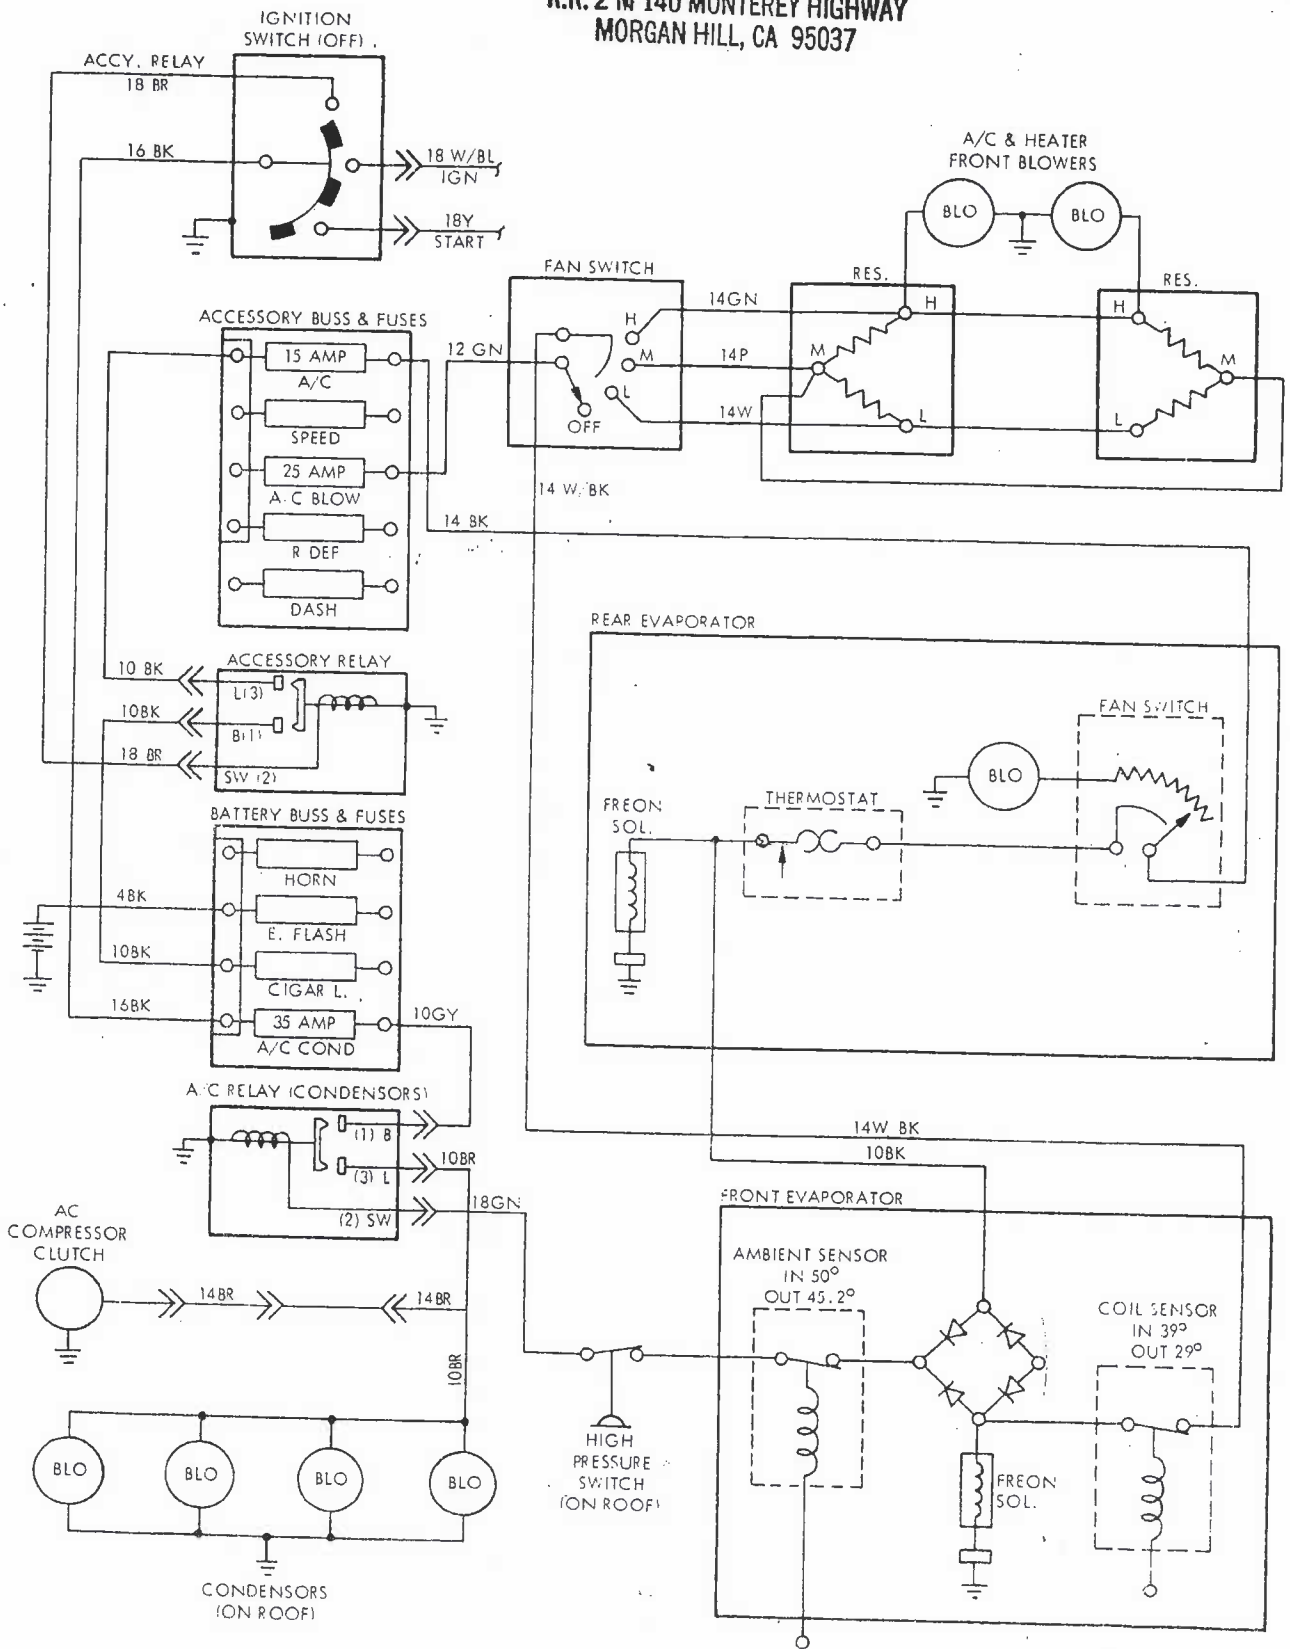 R.R. 2 № 140 MONTEREY HIGHWAY
MORGAN HILL, CA 95037
IGNITION
SWITCH (OFF)
ACCY. RELAY
18 BR
16 BK
18 W/BL
IGN
18Y
START
A/C & HEATER
FRONT BLOWERS
BLO
BLO
FAN SWITCH
RES.
RES.
14GN
H
H
H
M
14P
M
M
L
14W
L
L
OFF
12 GN
14 W/BK
ACCESSORY BUSS & FUSES
15 AMP
A/C
SPEED
25 AMP
A/C BLOW
R DEF
DASH
14 BK
REAR EVAPORATOR
ACCESSORY RELAY
10 BK
L(3)
10BK
B(1)
18 BR
SW (2)
FAN SWITCH
BLO
THERMOSTAT
FREON
SOL.
BATTERY BUSS & FUSES
HORN
4BK
E. FLASH
10BK
CIGAR L.
16BK
35 AMP
A/C COND
10GY
A/C RELAY (CONDENSORS)
(1) B
10BR
(3) L
18GN
(2) SW
14W BK
10BK
FRONT EVAPORATOR
AC
COMPRESSOR
CLUTCH
14BR
14BR
10BR
AMBIENT SENSOR
IN 50°
OUT 45.2°
COIL SENSOR
IN 39°
OUT 29°
HIGH
PRESSURE
SWITCH
(ON ROOF)
FREON
SOL.
BLO
BLO
BLO
BLO
CONDENSORS
(ON ROOF)